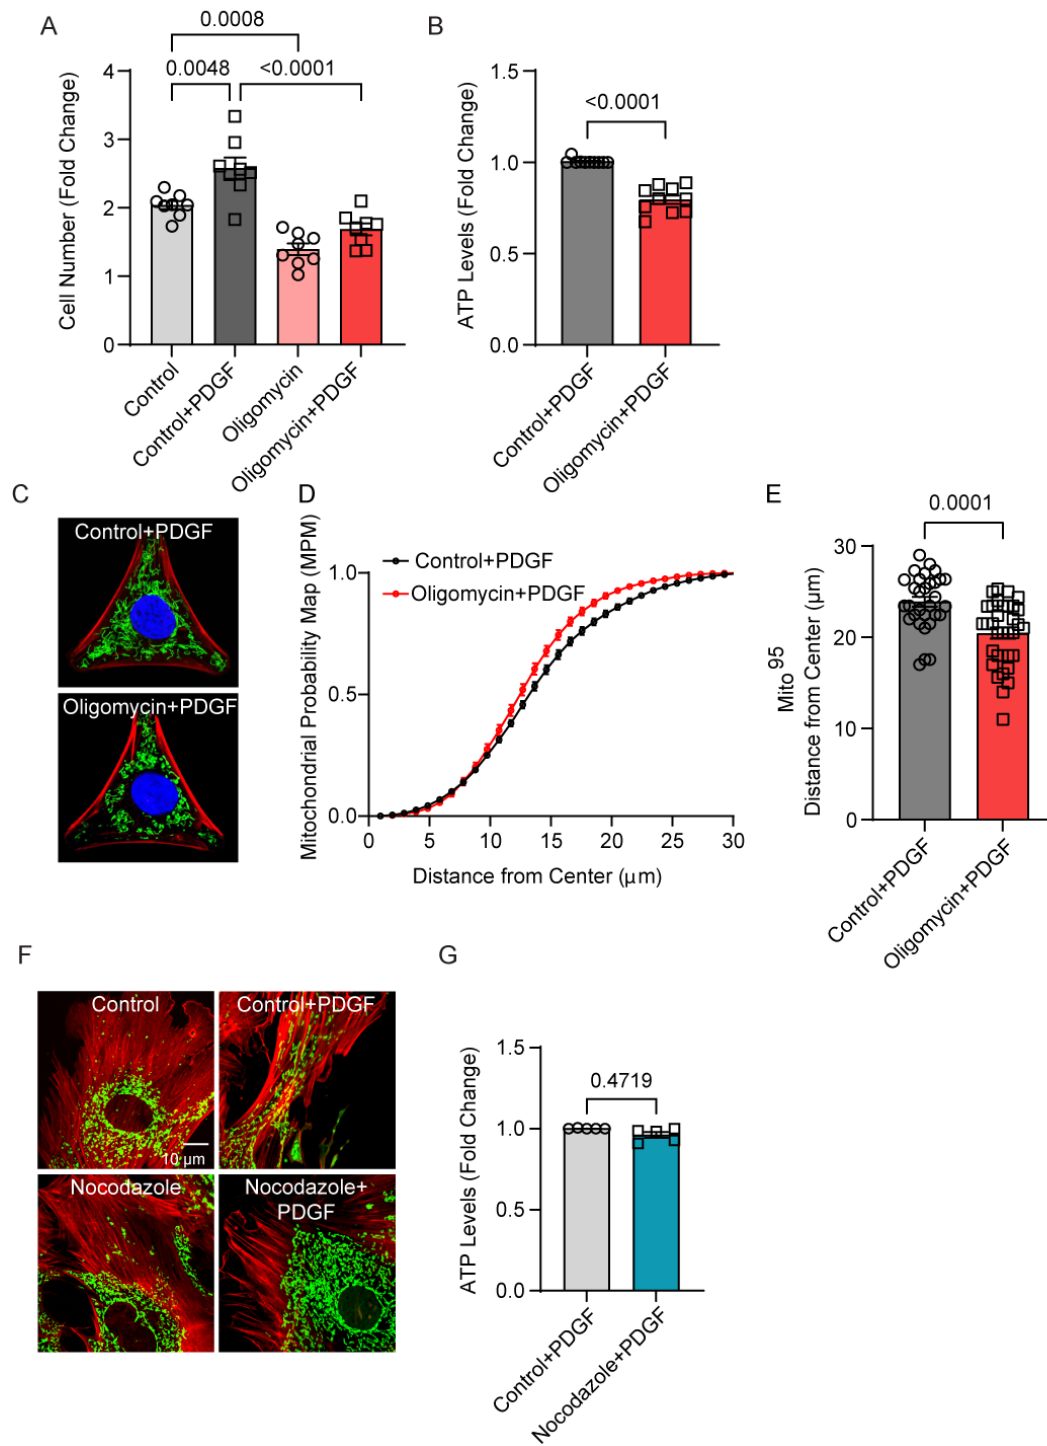 A
0.0008
0.0048
<0.0001
Cell Number (Fold Change)
4
3
2
1
0
Control
Control+PDGF
Oligomycin
Oligomycin+PDGF
B
<0.0001
ATP Levels (Fold Change)
1.5
1.0
0.5
0.0
Control+PDGF
Oligomycin+PDGF
C
Control+PDGF
Oligomycin+PDGF
D
Mitochondrial Probability Map (MPM)
1.0
0.5
0.0
Control+PDGF
Oligomycin+PDGF
0 5 10 15 20 25 30
Distance from Center (µm)
E
0.0001
Mito95
Distance from Center (µm)
30
20
10
0
Control+PDGF
Oligomycin+PDGF
F
Control
10 µm
Control+PDGF
Nocodazole
Nocodazole+
PDGF
G
0.4719
ATP Levels (Fold Change)
1.5
1.0
0.5
0.0
Control+PDGF
Nocodazole+PDGF